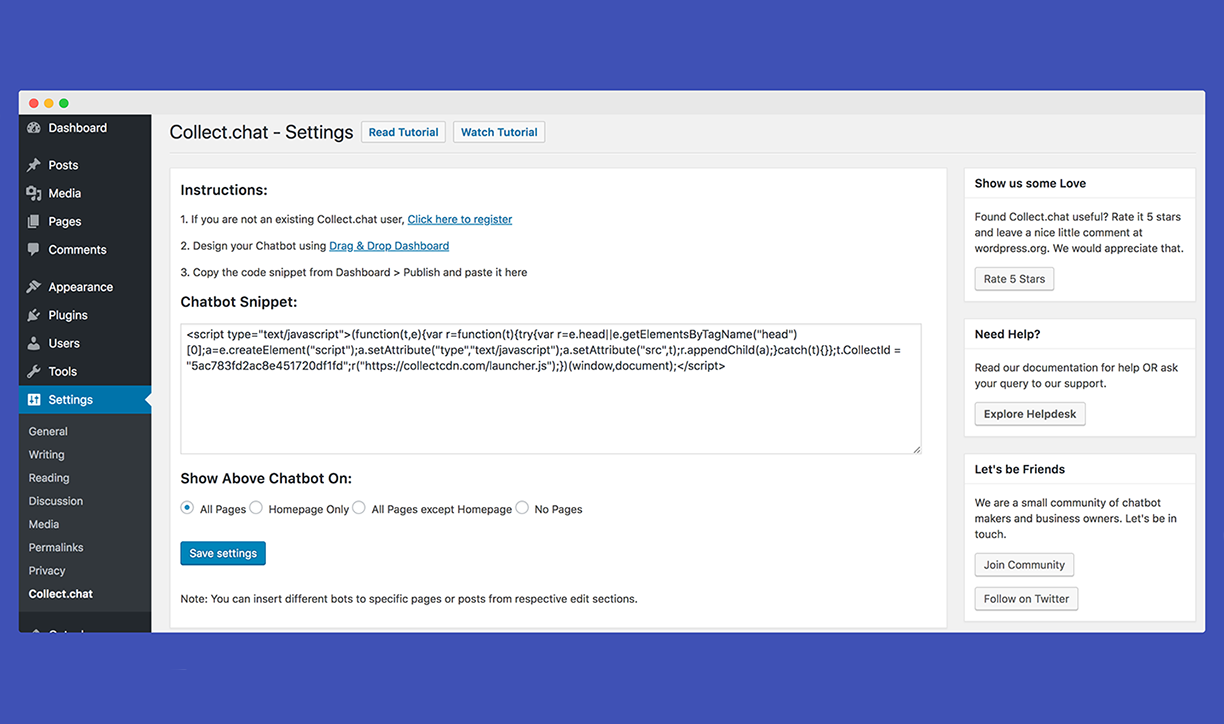 Dashboard
Posts
Media
Pages
Comments
Appearance
Plugins
Users
Tools
Settings
General
Writing
Reading
Discussion
Media
Permalinks
Privacy
Collect.chat
Collect.chat - Settings Read Tutorial Watch Tutorial
Instructions:
1. If you are not an existing Collect.chat user, Click here to register
2. Design your Chatbot using Drag & Drop Dashboard
3. Copy the code snippet from Dashboard > Publish and paste it here
Chatbot Snippet:
<script type="text/javascript">(function(t,e){var r=function(t){try{var r=e.head||e.getElementsByTagName("head")
[0];a=e.createElement("script");a.setAttribute("type","text/javascript");a.setAttribute("src",t);r.appendChild(a);}catch(t){}};t.CollectId =
"5ac783fd2ac8e451720df1fd";r("https://collectcdn.com/launcher.js");})(window,document);</script>
Show Above Chatbot On:
All Pages Homepage Only All Pages except Homepage No Pages
Save settings
Note: You can insert different bots to specific pages or posts from respective edit sections.
Show us some Love
Found Collect.chat useful? Rate it 5 stars
and leave a nice little comment at
wordpress.org. We would appreciate that.
Rate 5 Stars
Need Help?
Read our documentation for help OR ask
your query to our support.
Explore Helpdesk
Let's be Friends
We are a small community of chatbot
makers and business owners. Let's be in
touch.
Join Community
Follow on Twitter